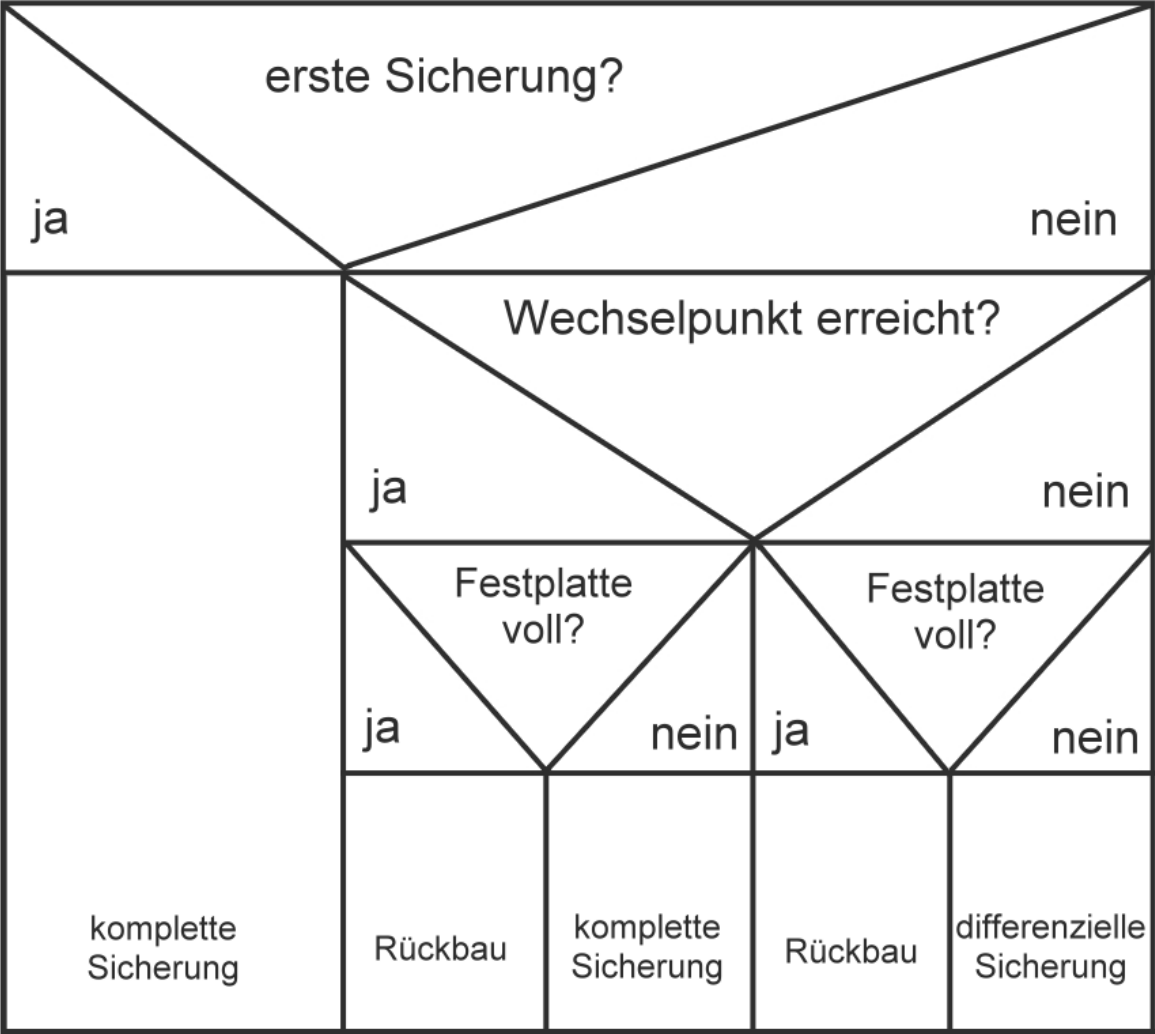 erste Sicherung?
ja
nein
Wechselpunkt erreicht?
ja
nein
Festplatte
voll?
ja
nein
Festplatte
voll?
ja
nein
komplette
Sicherung
Rückbau
komplette
Sicherung
Rückbau
differenzielle
Sicherung